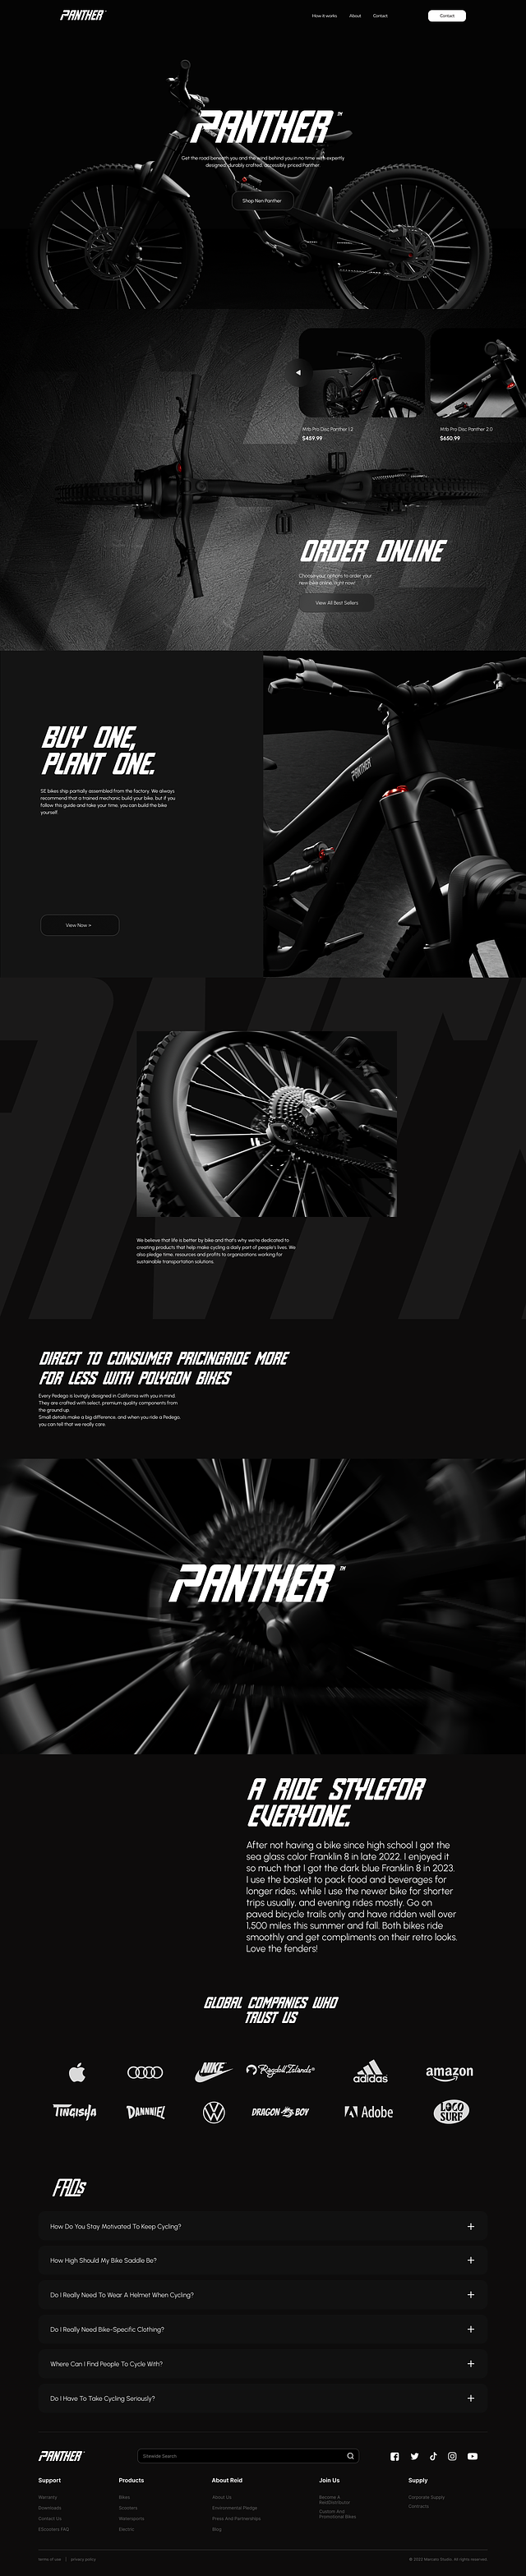 PANTHER
How it works
About
Contact
Contact
PANTHER™
Get the road beneath you and the wind behind you in no time with expertly
designed, durably crafted, accessibly priced Panther.
Shop Nen Panther
Mtb Pro Disc Panther 1.2
$459.99
Mtb Pro Disc Panther 2.0
$650.99
ORDER ONLINE
Choose your options to order your
new bike online, right now!
View All Best Sellers
BUY ONE,
PLANT ONE.
SE bikes ship partially assembled from the factory. We always
recommend that a trained mechanic build your bike, but if you
follow this guide and take your time, you can build the bike
yourself.
View Now >
PANTHER
We believe that life is better by bike and that's why we're dedicated to
creating products that help make cycling a daily part of people's lives. We
also pledge time, resources and profits to organizations working for
sustainable transportation solutions.
DIRECT TO CONSUMER PRICINGRIDE MORE
FOR LESS WITH POLYGON BIKES
Every Pedego is lovingly designed in California with you in mind.
They are crafted with select, premium quality components from
the ground up.
Small details make a big difference, and when you ride a Pedego,
you can tell that we really care.
PANTHER™
A RIDE STYLEFOR
EVERYONE.
After not having a bike since high school I got the
sea glass color Franklin 8 in late 2022. I enjoyed it
so much that I got the dark blue Franklin 8 in 2023.
I use the basket to pack food and beverages for
longer rides, while I use the newer bike for shorter
trips usually, and evening rides mostly. Go on
paved bicycle trails only and have ridden well over
1,500 miles this summer and fall. Both bikes ride
smoothly and get compliments on their retro looks.
Love the fenders!
GLOBAL COMPANIES WHO
TRUST US
NIKE
Ragdoll Islands®
adidas
amazon
TINGISHA
DANNNIEL
DRAGON BOY
Adobe
LOCO
SURF
FAQs
How Do You Stay Motivated To Keep Cycling?
How High Should My Bike Saddle Be?
Do I Really Need To Wear A Helmet When Cycling?
Do I Really Need Bike-Specific Clothing?
Where Can I Find People To Cycle With?
Do I Have To Take Cycling Seriously?
PANTHER
Sitewide Search
Support
Warranty
Downloads
Contact Us
EScooters FAQ
Products
Bikes
Scooters
Watersports
Electric
About Reid
About Us
Environmental Pledge
Press And Partnerships
Blog
Join Us
Become A
ReidDistributor
Custom And
Promotional Bikes
Supply
Corporate Supply
Contracts
terms of use | privacy policy